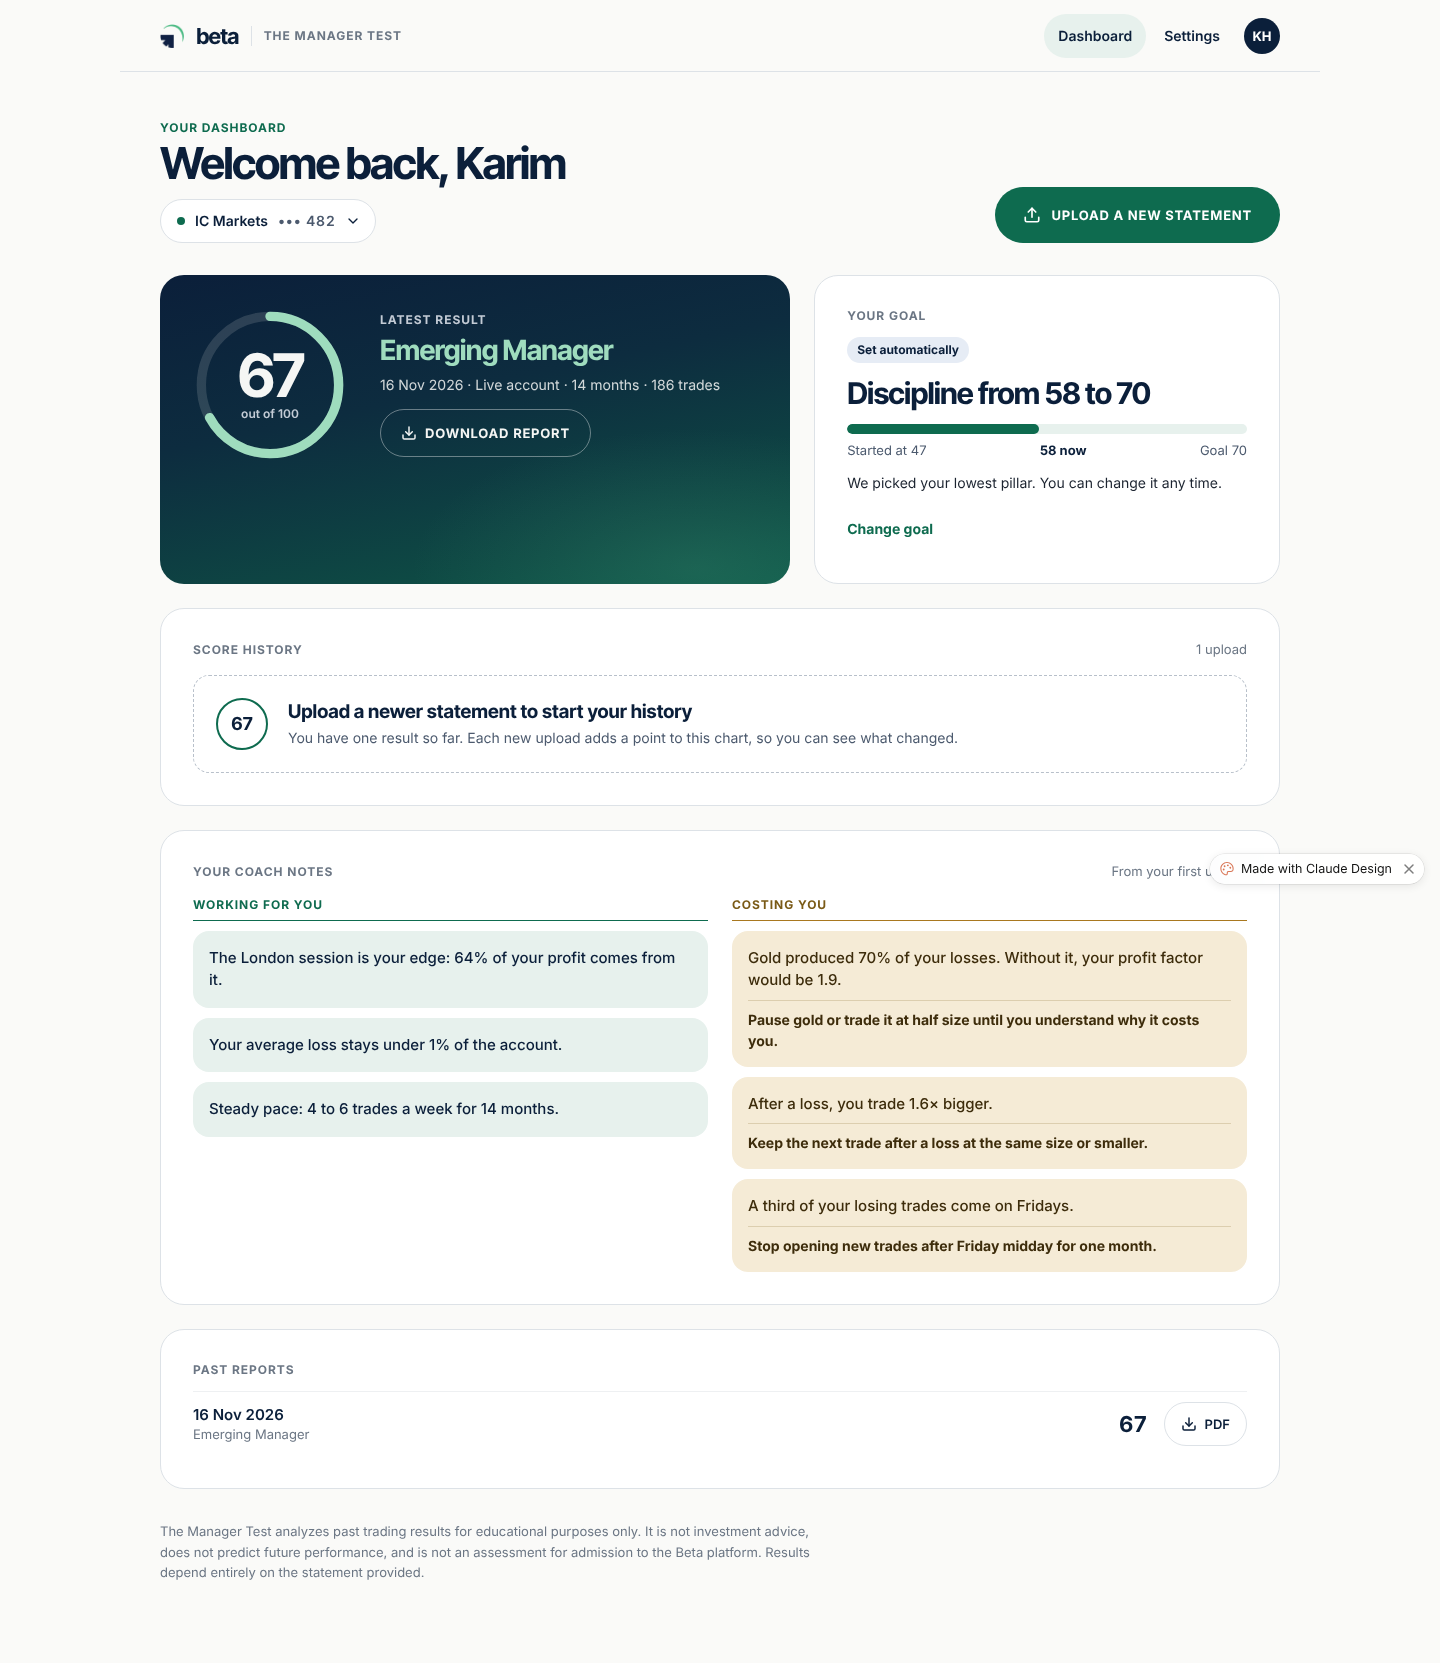 beta
THE MANAGER TEST
Dashboard
Settings
KH
YOUR DASHBOARD
Welcome back, Karim
IC Markets ••• 482
UPLOAD A NEW STATEMENT
67
out of 100
LATEST RESULT
Emerging Manager
16 Nov 2026 · Live account · 14 months · 186 trades
DOWNLOAD REPORT
YOUR GOAL
Set automatically
Discipline from 58 to 70
Started at 47
58 now
Goal 70
We picked your lowest pillar. You can change it any time.
Change goal
SCORE HISTORY
1 upload
67
Upload a newer statement to start your history
You have one result so far. Each new upload adds a point to this chart, so you can see what changed.
YOUR COACH NOTES
From your first
Made with Claude Design
WORKING FOR YOU
The London session is your edge: 64% of your profit comes from
it.
Your average loss stays under 1% of the account.
Steady pace: 4 to 6 trades a week for 14 months.
COSTING YOU
Gold produced 70% of your losses. Without it, your profit factor
would be 1.9.
Pause gold or trade it at half size until you understand why it costs
you.
After a loss, you trade 1.6× bigger.
Keep the next trade after a loss at the same size or smaller.
A third of your losing trades come on Fridays.
Stop opening new trades after Friday midday for one month.
PAST REPORTS
16 Nov 2026
Emerging Manager
67
PDF
The Manager Test analyzes past trading results for educational purposes only. It is not investment advice,
does not predict future performance, and is not an assessment for admission to the Beta platform. Results
depend entirely on the statement provided.